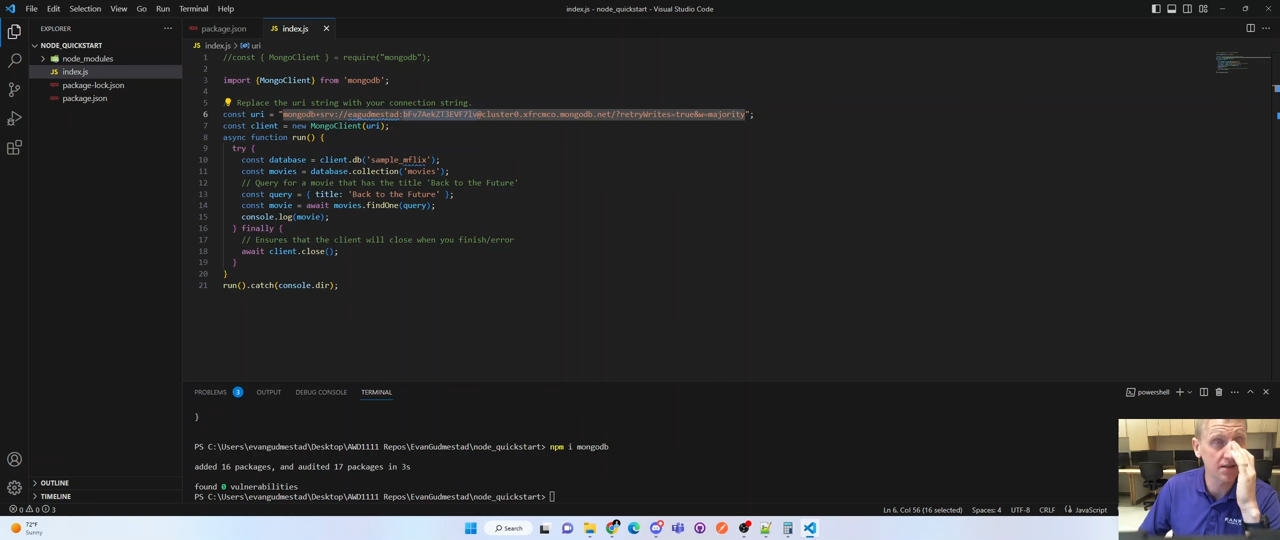 File Edit Selection View Go Run Terminal Help
index.js - node_quickstart - Visual Studio Code
EXPLORER
package.json
index.js
NODE_QUICKSTART
node_modules
index.js
package-lock.json
package.json
index.js > uri
1 //const { MongoClient } = require("mongodb");
2
3 import {MongoClient} from 'mongodb';
4
5 Replace the uri string with your connection string.
6 const uri = "mongodb+srv://eagudmestad:bFv7AekZT3EVF7lv@cluster0.xfrcmco.mongodb.net/?retryWrites=true&w=majority";
7 const client = new MongoClient(uri);
8 async function run() {
9 try {
10 const database = client.db('sample_mflix');
11 const movies = database.collection('movies');
12 // Query for a movie that has the title 'Back to the Future'
13 const query = { title: 'Back to the Future' };
14 const movie = await movies.findOne(query);
15 console.log(movie);
16 } finally {
17 // Ensures that the client will close when you finish/error
18 await client.close();
19 }
20 }
21 run().catch(console.dir);
PROBLEMS 3 OUTPUT DEBUG CONSOLE TERMINAL
powershell
}
PS C:\Users\evangudmestad\Desktop\AWD1111 Repos\EvanGudmestad\node_quickstart> npm i mongodb
added 16 packages, and audited 17 packages in 3s
found 0 vulnerabilities
PS C:\Users\evangudmestad\Desktop\AWD1111 Repos\EvanGudmestad\node_quickstart>
OUTLINE
TIMELINE
0 0 3
Ln 6, Col 56 (16 selected) Spaces: 4 UTF-8 CRLF JavaScript
72°F
Sunny
Search